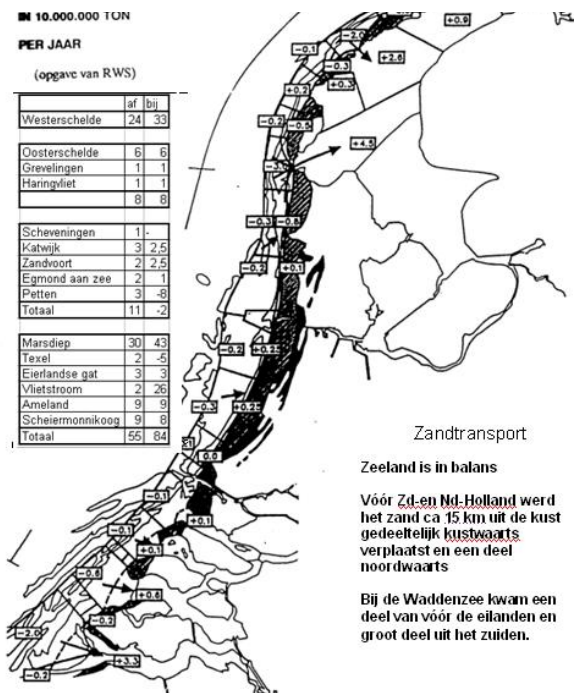 IN 10.000.000 TON
PER JAAR
(opgave van RWS)
af bij
Westerschelde 24 33
Oosterschelde 6 6
Grevelingen 1 1
Haringvliet 1 1
8 8
Scheveningen 1 -
Katwijk 3 2,5
Zandvoort 2 2,5
Egmond aan zee 2 1
Petten 3 -8
Totaal 11 -2
Marsdiep 30 43
Texel 2 -5
Eierlandse gat 3 3
Vlietstroom 2 26
Ameland 9 9
Scheiermonnikoog 9 8
Totaal 55 84
+0.9
-2.0
-0.1
+2.6
-0.3
+0.3
+0.2
-0.2
-0.5
+4.5
-0.3
-0.2
+0.1
-0.2
+0.25
-0.3
+0.25
0.0
-0.1
+0.1
-0.1
+0.1
-0.6
+0.6
-0.2
-2.0
+3.3
-0.2
Zandtransport
Zeeland is in balans
Vóór Zd-en Nd-Holland werd
het zand ca 15 km uit de kust
gedeeltelijk kustwaarts
verplaatst en een deel
noordwaarts
Bij de Waddenzee kwam een
deel van vóór de eilanden en
groot deel uit het zuiden.